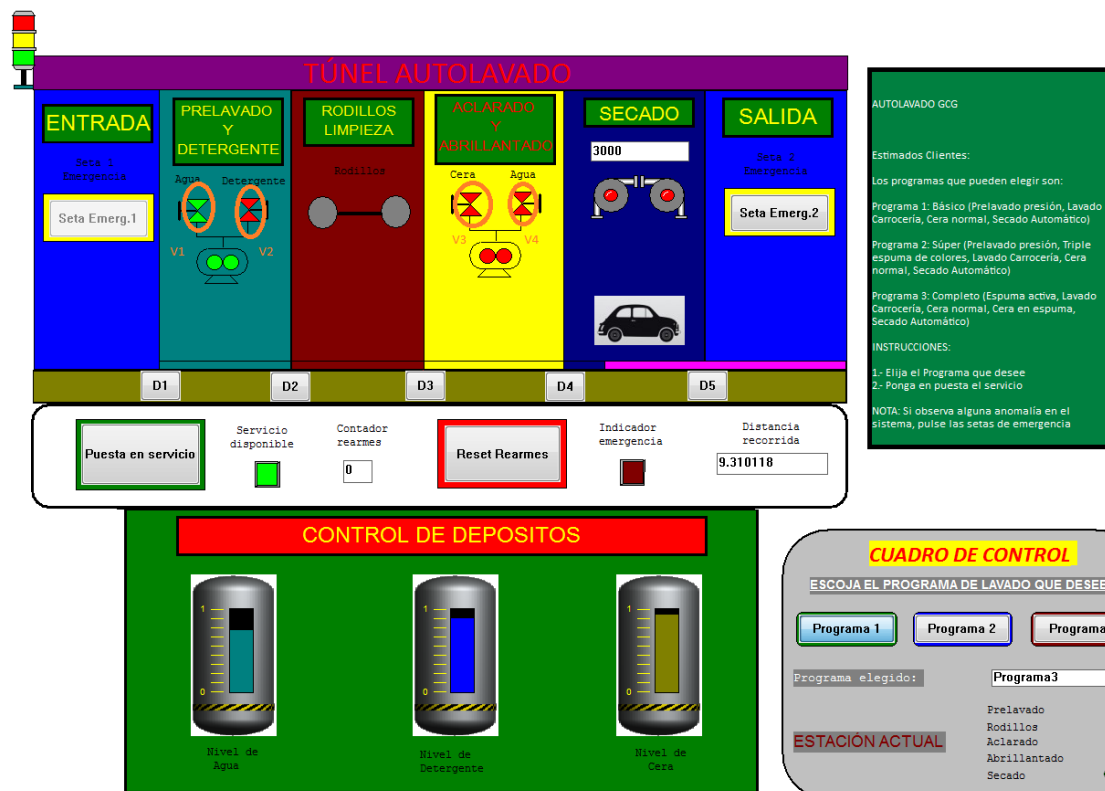 TÚNEL AUTOLAVADO
ENTRADA
PRELAVADO
Y
DETERGENTE
RODILLOS
LIMPIEZA
ACLARADO
Y
ABRILLANTADO
SECADO
SALIDA
Seta 1
Emergencia
Seta Emerg.1
Agua Detergente
V1 V2
Rodillos
Cera Agua
V3 V4
3000
Seta 2
Emergencia
Seta Emerg.2
D1 D2 D3 D4 D5
Puesta en servicio
Servicio
disponible
Contador
rearmes
0
Reset Rearmes
Indicador
emergencia
Distancia
recorrida
9.310118
AUTOLAVADO GCG
Estimados Clientes:
Los programas que pueden elegir son:
Programa 1: Básico (Prelavado presión, Lavado
Carrocería, Cera normal, Secado Automático)
Programa 2: Súper (Prelavado presión, Triple
espuma de colores, Lavado Carrocería, Cera
normal, Secado Automático)
Programa 3: Completo (Espuma activa, Lavado
Carrocería, Cera normal, Cera en espuma,
Secado Automático)
INSTRUCCIONES:
1.- Elija el Programa que desee
2.- Ponga en puesta el servicio
NOTA: Si observa alguna anomalía en el
sistema, pulse las setas de emergencia
CONTROL DE DEPOSITOS
1 1 1
0 0 0
Nivel de
Agua
Nivel de
Detergente
Nivel de
Cera
CUADRO DE CONTROL
ESCOJA EL PROGRAMA DE LAVADO QUE DESEE
Programa 1
Programa 2
Programa
Programa elegido:
Programa3
ESTACIÓN ACTUAL
Prelavado
Rodillos
Aclarado
Abrillantado
Secado